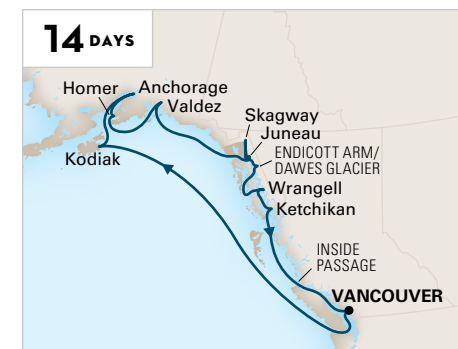 14 DAYS
Homer
Anchorage
Valdez
Kodiak
Skagway
Juneau
ENDICOTT ARM/
DAWES GLACIER
Wrangell
Ketchikan
INSIDE
PASSAGE
VANCOUVER